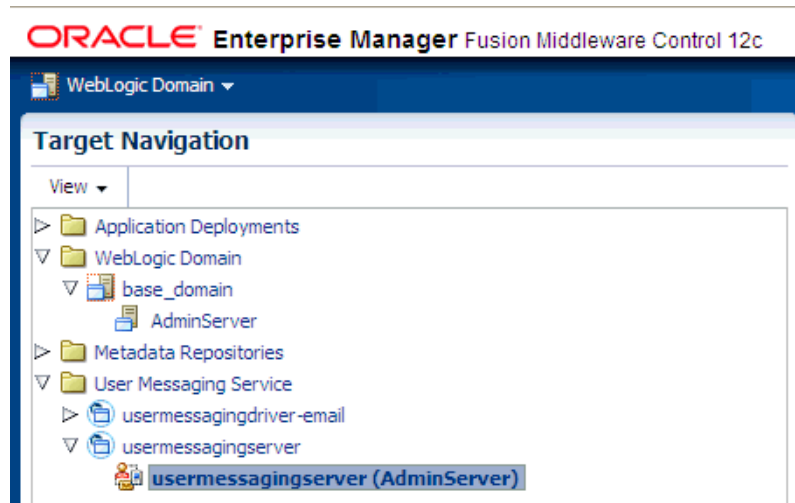 ORACLE Enterprise Manager Fusion Middleware Control 12c
WebLogic Domain
Target Navigation
View
Application Deployments
WebLogic Domain
base_domain
AdminServer
Metadata Repositories
User Messaging Service
usermessagingdriver-email
usermessagingserver
usermessagingserver (AdminServer)